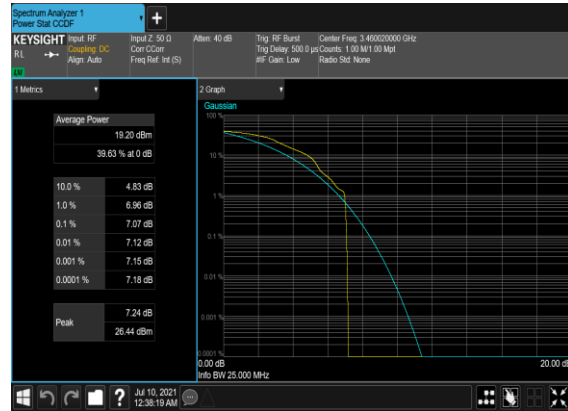 Spectrum Analyzer 1
Power Stat CCDF
+
KEYSIGHT
RL
LXI
Input: RF
Coupling: DC
Align: Auto
Input Z: 50 Ω
Corr CCorr
Freq Ref: Int (S)
Atten: 40 dB
Trig: RF Burst
Trig Delay: 500.0 µs
#IF Gain: Low
Center Freq: 3.460020000 GHz
Counts: 1.00 M/1.00 Mpt
Radio Std: None
1 Metrics
Average Power
19.20 dBm
39.63 % at 0 dB
10.0 % 4.83 dB
1.0 % 6.96 dB
0.1 % 7.07 dB
0.01 % 7.12 dB
0.001 % 7.15 dB
0.0001 % 7.18 dB
Peak
7.24 dB
26.44 dBm
2 Graph
Gaussian
100 %
10 %
1 %
0.1 %
0.01 %
0.001 %
0.0001 %
0.00 dB
20.00 dB
Info BW 25.000 MHz
?
Jul 10, 2021
12:38:19 AM